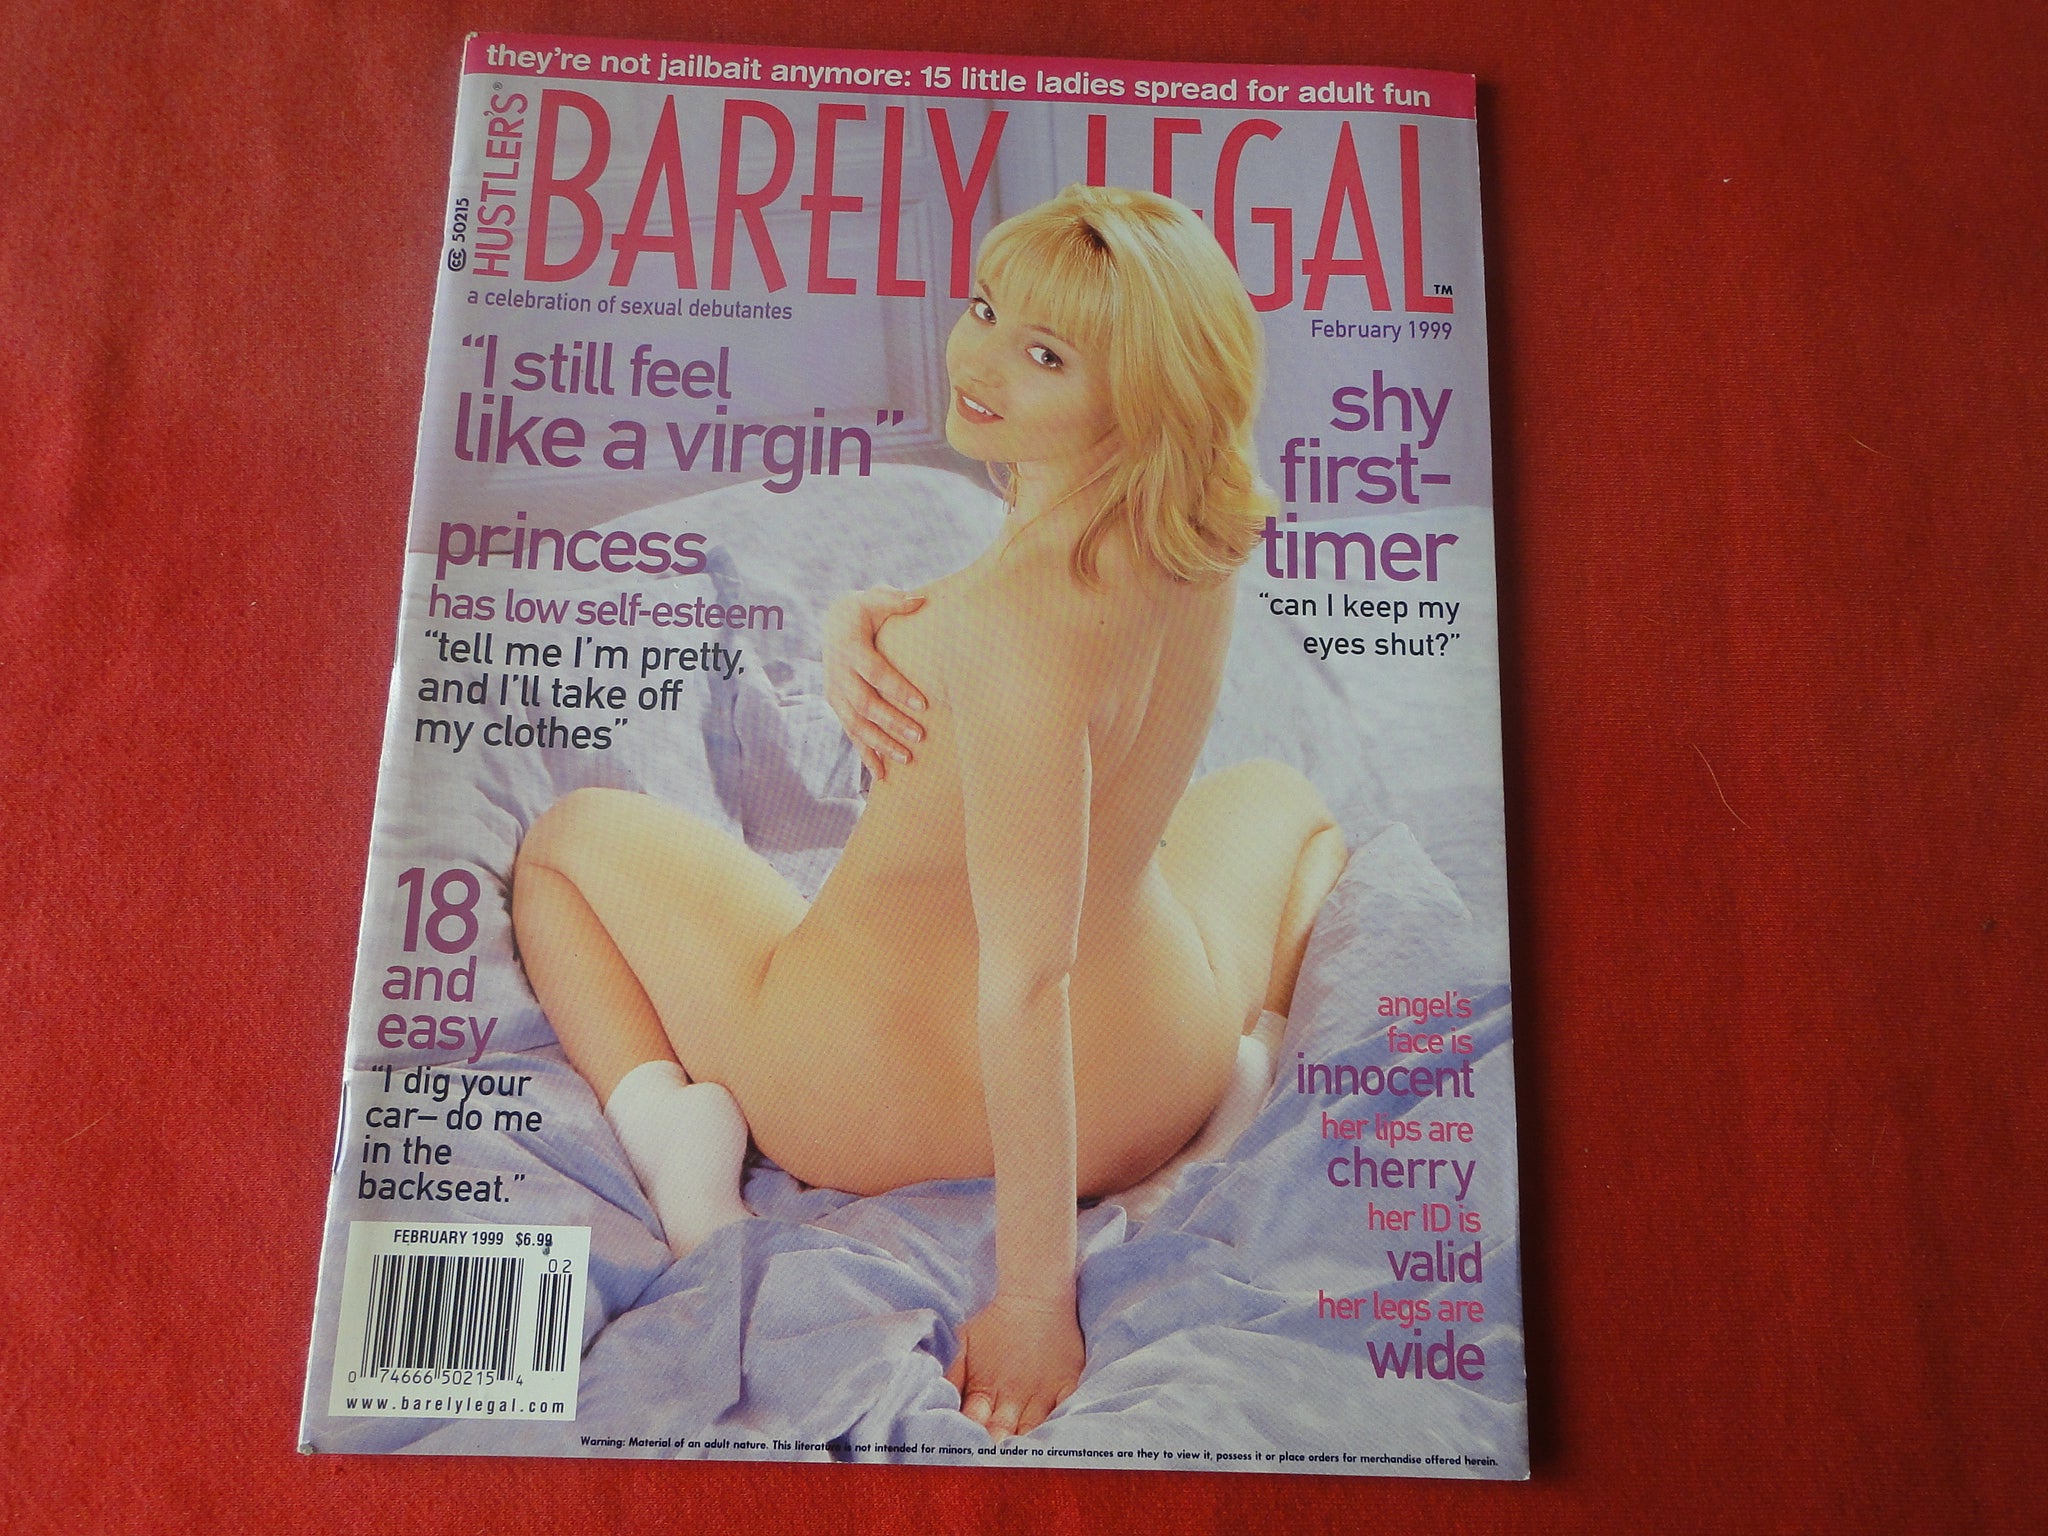 they're not jailbait anymore: 15 little ladies spread for adult fun
HUSTLER'S®
BARELY LEGAL™
cc 50215
a celebration of sexual debutantes
February 1999
"I still feel
like a virgin"
princess
has low self-esteem
"tell me I'm pretty,
and I'll take off
my clothes"
shy
first-
timer
"can I keep my
eyes shut?"
18
and
easy
"I dig your
car– do me
in the
backseat."
angel's
face is
innocent
her lips are
cherry
her ID is
valid
her legs are
wide
FEBRUARY 1999 $6.99
02
0 74666 50215 4
www.barelylegal.com
Warning: Material of an adult nature. This literature is not intended for minors, and under no circumstances are they to view it, possess it or place orders for merchandise offered herein.